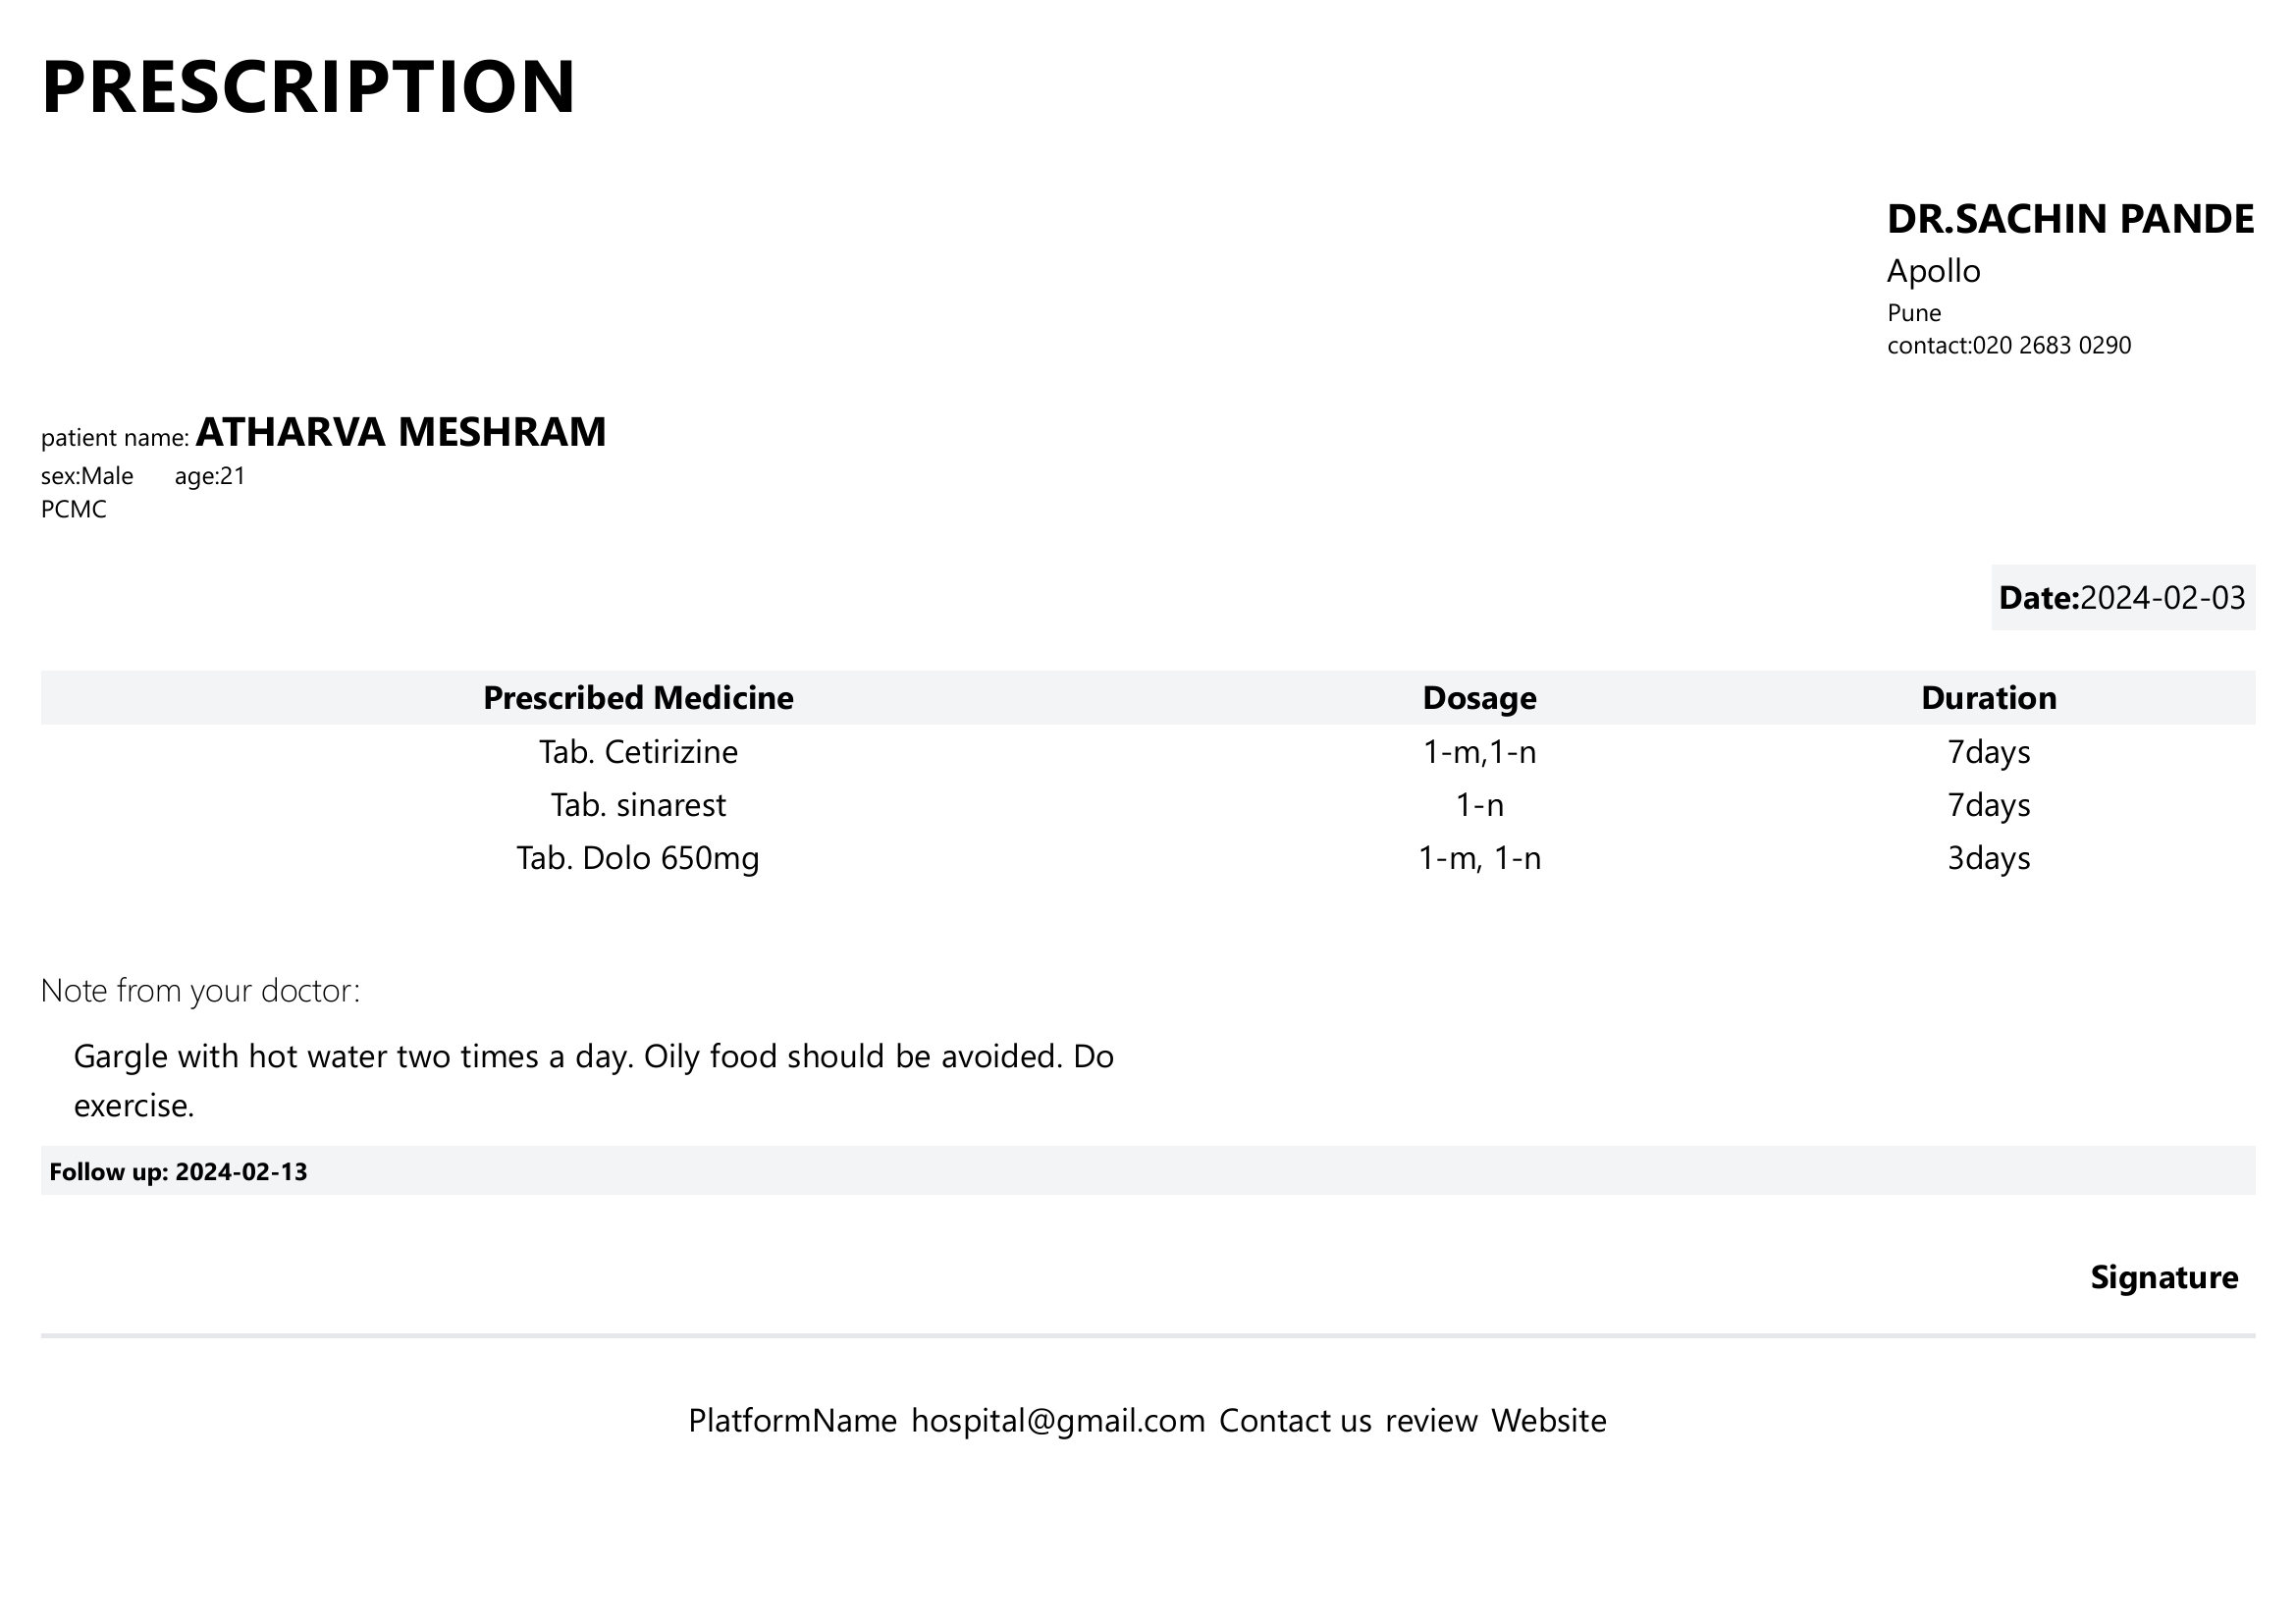 PRESCRIPTION
DR.SACHIN PANDE
Apollo
Pune
contact:020 2683 0290
patient name: ATHARVA MESHRAM
sex:Male age:21
PCMC
Date:2024-02-03
Prescribed Medicine Dosage Duration
Tab. Cetirizine 1-m,1-n 7days
Tab. sinarest 1-n 7days
Tab. Dolo 650mg 1-m, 1-n 3days
Note from your doctor:
Gargle with hot water two times a day. Oily food should be avoided. Do
exercise.
Follow up: 2024-02-13
Signature
PlatformName hospital@gmail.com Contact us review Website